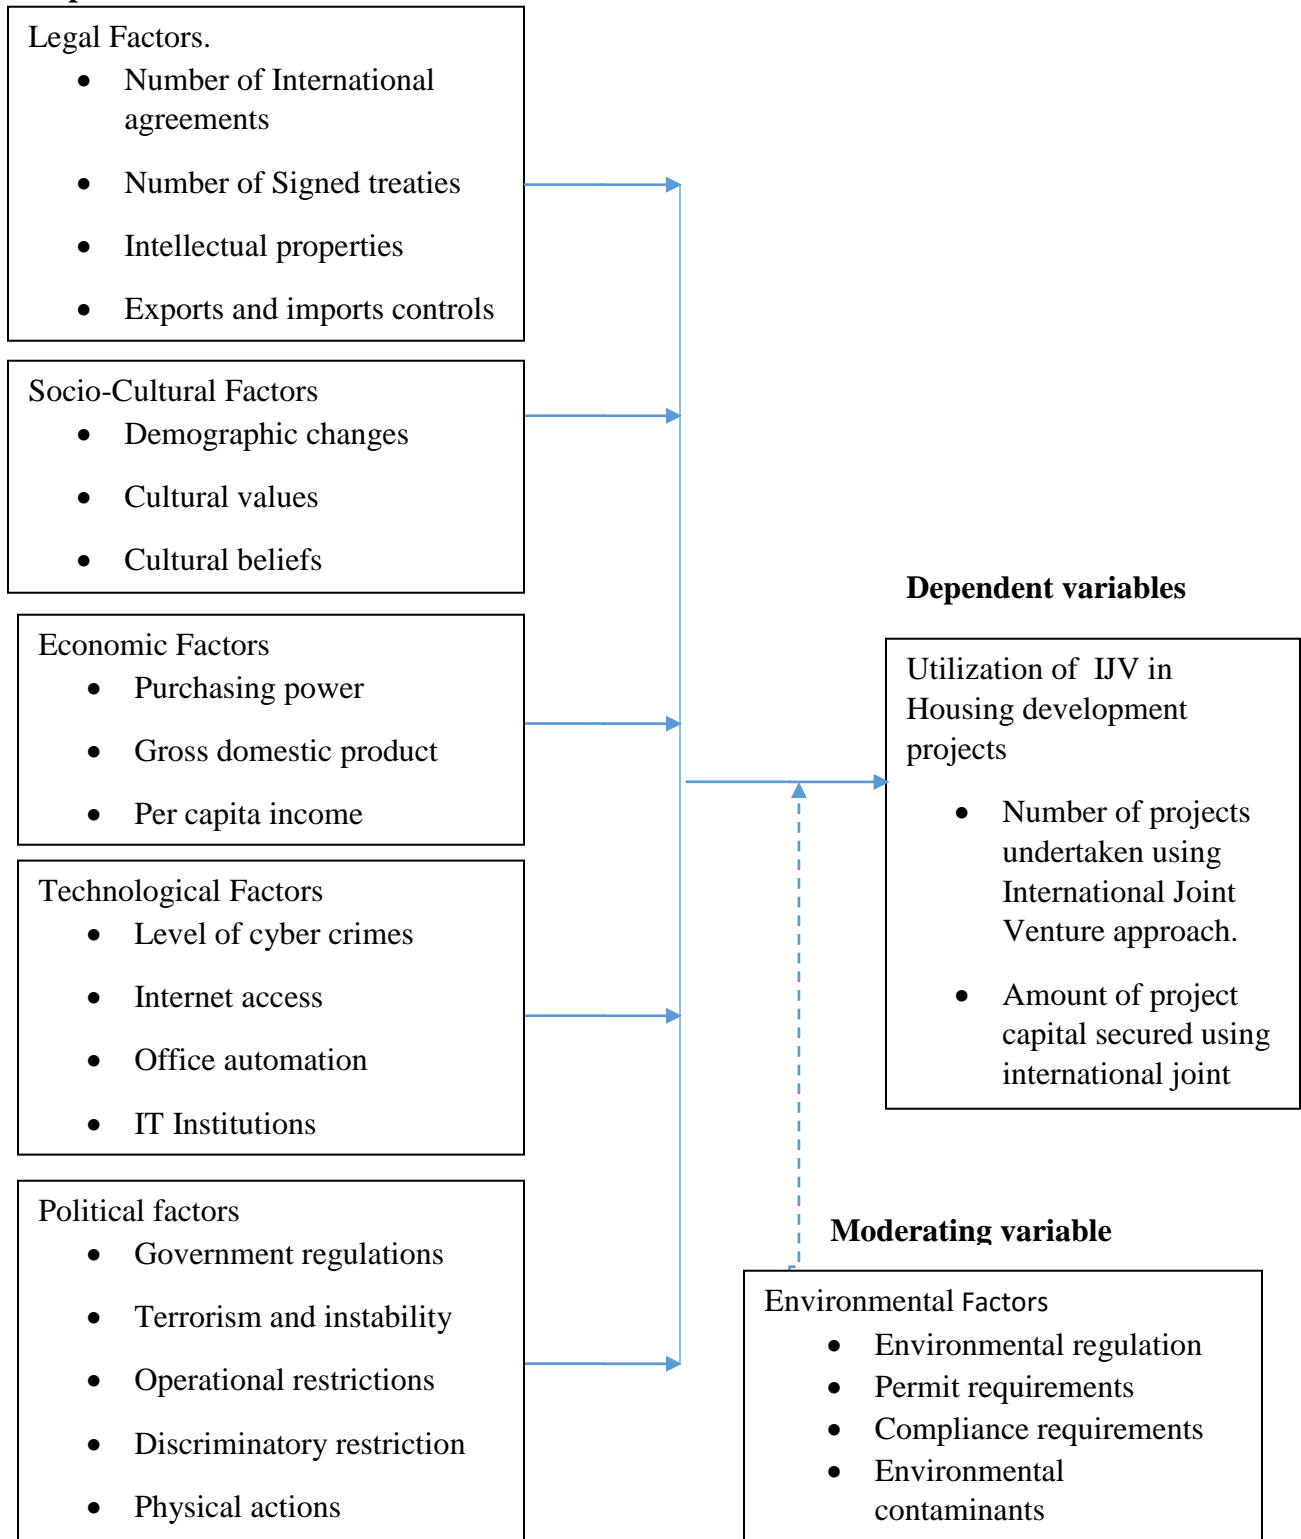 Legal Factors.
• Number of International
agreements
• Number of Signed treaties
• Intellectual properties
• Exports and imports controls
Socio-Cultural Factors
• Demographic changes
• Cultural values
• Cultural beliefs
Economic Factors
• Purchasing power
• Gross domestic product
• Per capita income
Technological Factors
• Level of cyber crimes
• Internet access
• Office automation
• IT Institutions
Political factors
• Government regulations
• Terrorism and instability
• Operational restrictions
• Discriminatory restriction
• Physical actions
Dependent variables
Utilization of IJV in
Housing development
projects
• Number of projects
undertaken using
International Joint
Venture approach.
• Amount of project
capital secured using
international joint
Moderating variable
Environmental Factors
• Environmental regulation
• Permit requirements
• Compliance requirements
• Environmental
contaminants